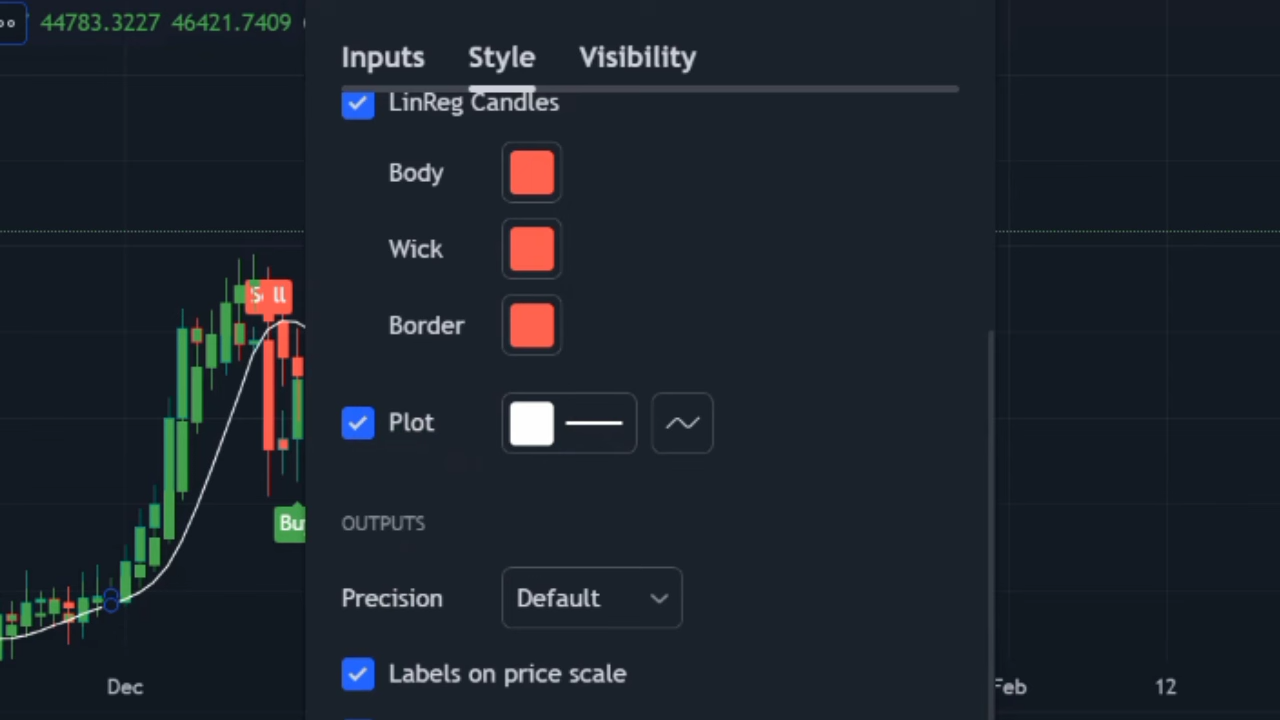 44783.3227 46421.7409
Inputs Style Visibility
LinReg Candles
Body
Wick
Sell
Border
Plot
OUTPUTS
Precision Default
Labels on price scale
Dec Feb 12